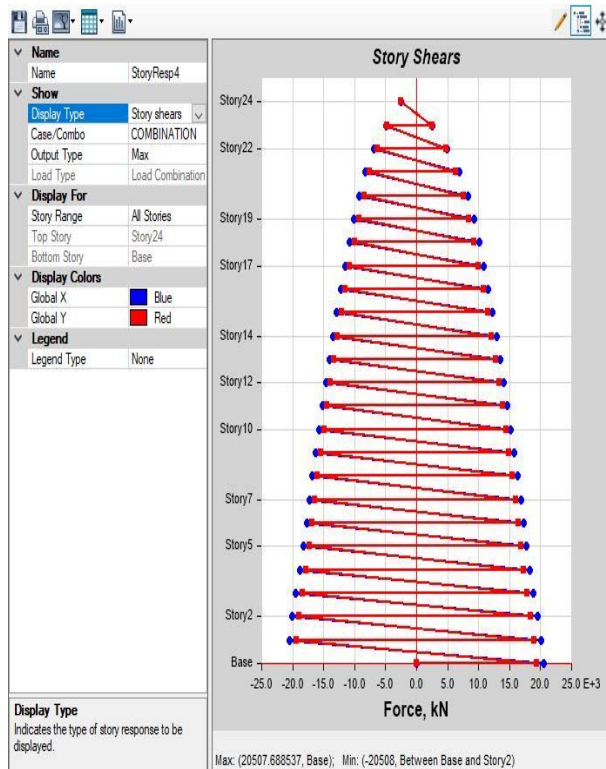 Name
Name StoryResp4
Show
Display Type Story shears
Case/Combo COMBINATION
Output Type Max
Load Type Load Combination
Display For
Story Range All Stories
Top Story Story24
Bottom Story Base
Display Colors
Global X Blue
Global Y Red
Legend
Legend Type None
Display Type
Indicates the type of story response to be
displayed.
Story Shears
Story24
Story22
Story19
Story17
Story14
Story12
Story10
Story7
Story5
Story2
Base
-25.0 -20.0 -15.0 -10.0 -5.0 0.0 5.0 10.0 15.0 20.0 25.0 E+3
Force, kN
Max: (20507.688537, Base); Min: (-20508, Between Base and Story2)